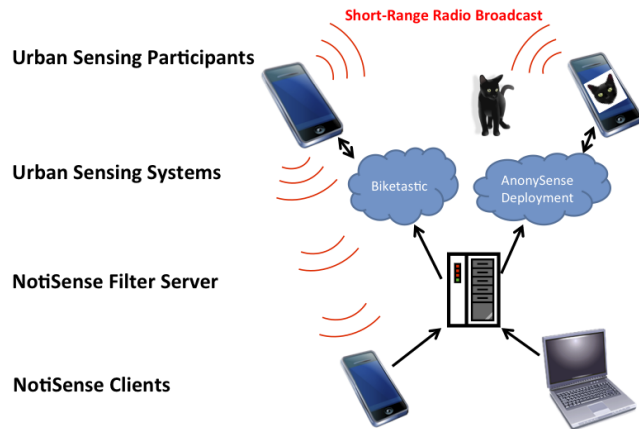 Short-Range Radio Broadcast
Urban Sensing Participants
Urban Sensing Systems
Biketastic
AnonySense
Deployment
NotiSense Filter Server
NotiSense Clients